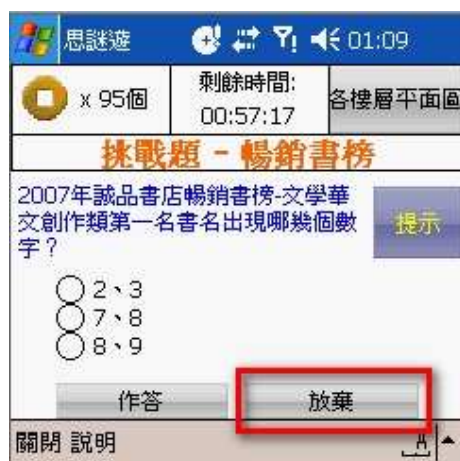 思謎遊 01:09
x 95個
剩餘時間:
00:57:17
各樓層平面圖
挑戰題 - 暢銷書榜
2007年誠品書店暢銷書榜-文學華
文創作類第一名書名出現哪幾個數
字？
提示
2、3
7、8
8、9
作答
放棄
關閉 說明